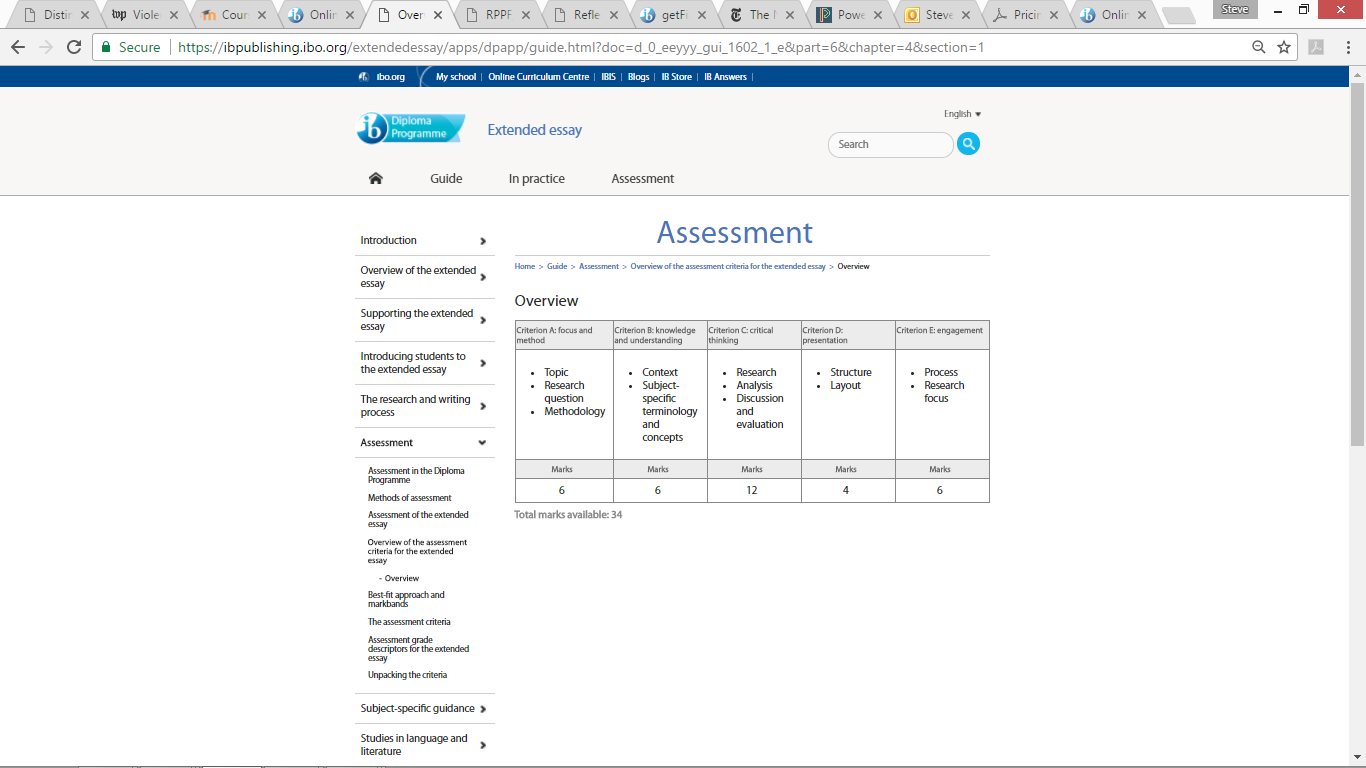 Distin
Violen
Cours
Onlin
Over
RPPF
Refle
getFi
The N
Powe
Steve
Pricin
Onlin
Steve
Secure
https://ibpublishing.ibo.org/extendedessay/apps/dpapp/guide.html?doc=d_0_eeyyy_gui_1602_1_e&part=6&chapter=4&section=1
ibo.org
My school | Online Curriculum Centre | IBIS | Blogs | IB Store | IB Answers |
English
ib Diploma
Programme
Extended essay
Search
Guide
In practice
Assessment
Introduction
Overview of the extended
essay
Supporting the extended
essay
Introducing students to
the extended essay
The research and writing
process
Assessment
Assessment in the Diploma
Programme
Methods of assessment
Assessment of the extended
essay
Overview of the assessment
criteria for the extended
essay
- Overview
Best-fit approach and
markbands
The assessment criteria
Assessment grade
descriptors for the extended
essay
Unpacking the criteria
Subject-specific guidance
Studies in language and
literature
Assessment
Home > Guide > Assessment > Overview of the assessment criteria for the extended essay > Overview
Overview
Criterion A: focus and
method
Criterion B: knowledge
and understanding
Criterion C: critical
thinking
Criterion D:
presentation
Criterion E: engagement
• Topic
• Research
question
• Methodology
• Context
• Subject-
specific
terminology
and
concepts
• Research
• Analysis
• Discussion
and
evaluation
• Structure
• Layout
• Process
• Research
focus
Marks Marks Marks Marks Marks
6 6 12 4 6
Total marks available: 34